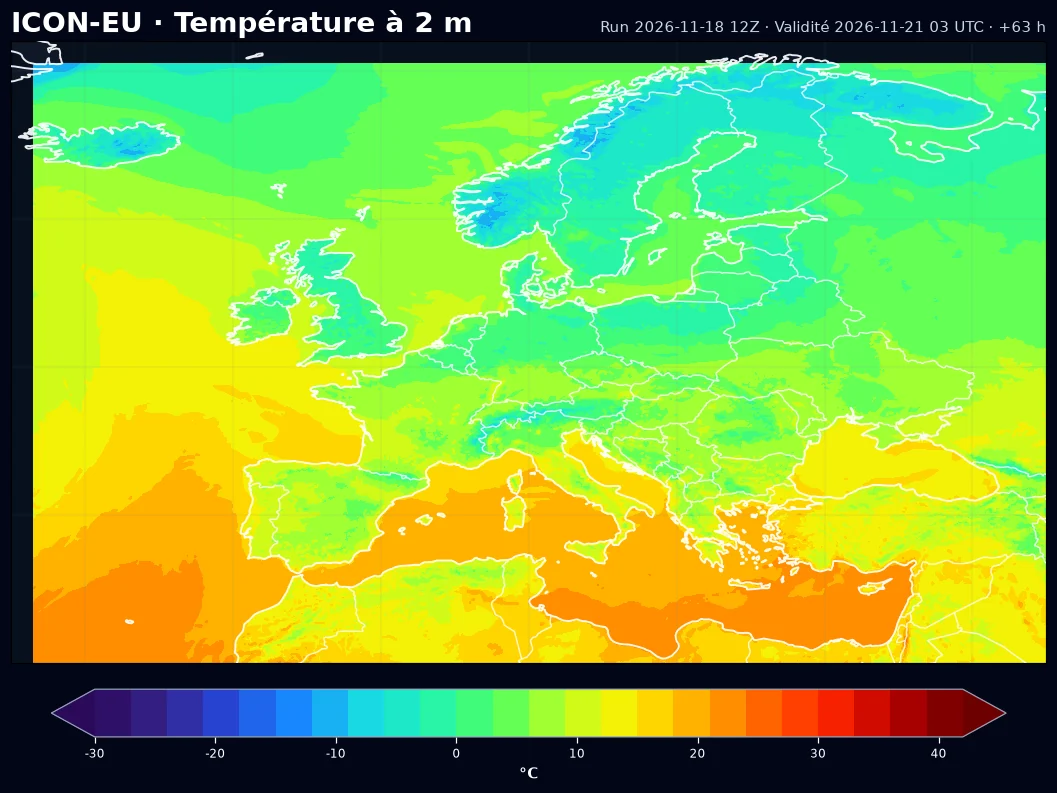 ICON-EU · Température à 2 m
Run 2026-11-18 12Z · Validité 2026-11-21 03 UTC · +63 h
-30 -20 -10 0 10 20 30 40
°C